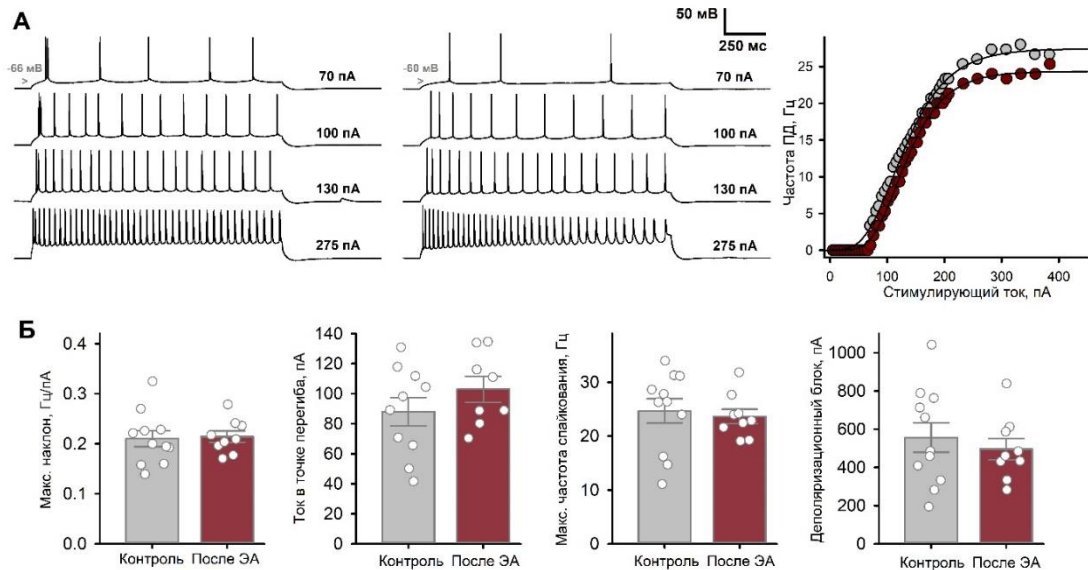 А
50 мВ
250 мс
-66 мВ
>
70 пА
100 пА
130 пА
275 пА
-60 мВ
>
70 пА
100 пА
130 пА
275 пА
Частота ПД, Гц
25
20
15
10
5
0
0
100
200
300
400
Стимулирующий ток, пА
Б
Макс. наклон, Гц/пА
0.4
0.3
0.2
0.1
0.0
Контроль
После ЭА
Ток в точке перегиба, пА
140
120
100
80
60
40
20
0
Контроль
После ЭА
Макс. частота спайкования, Гц
30
20
10
0
Контроль
После ЭА
Деполяризационный блок, пА
1000
800
600
400
200
0
Контроль
После ЭА